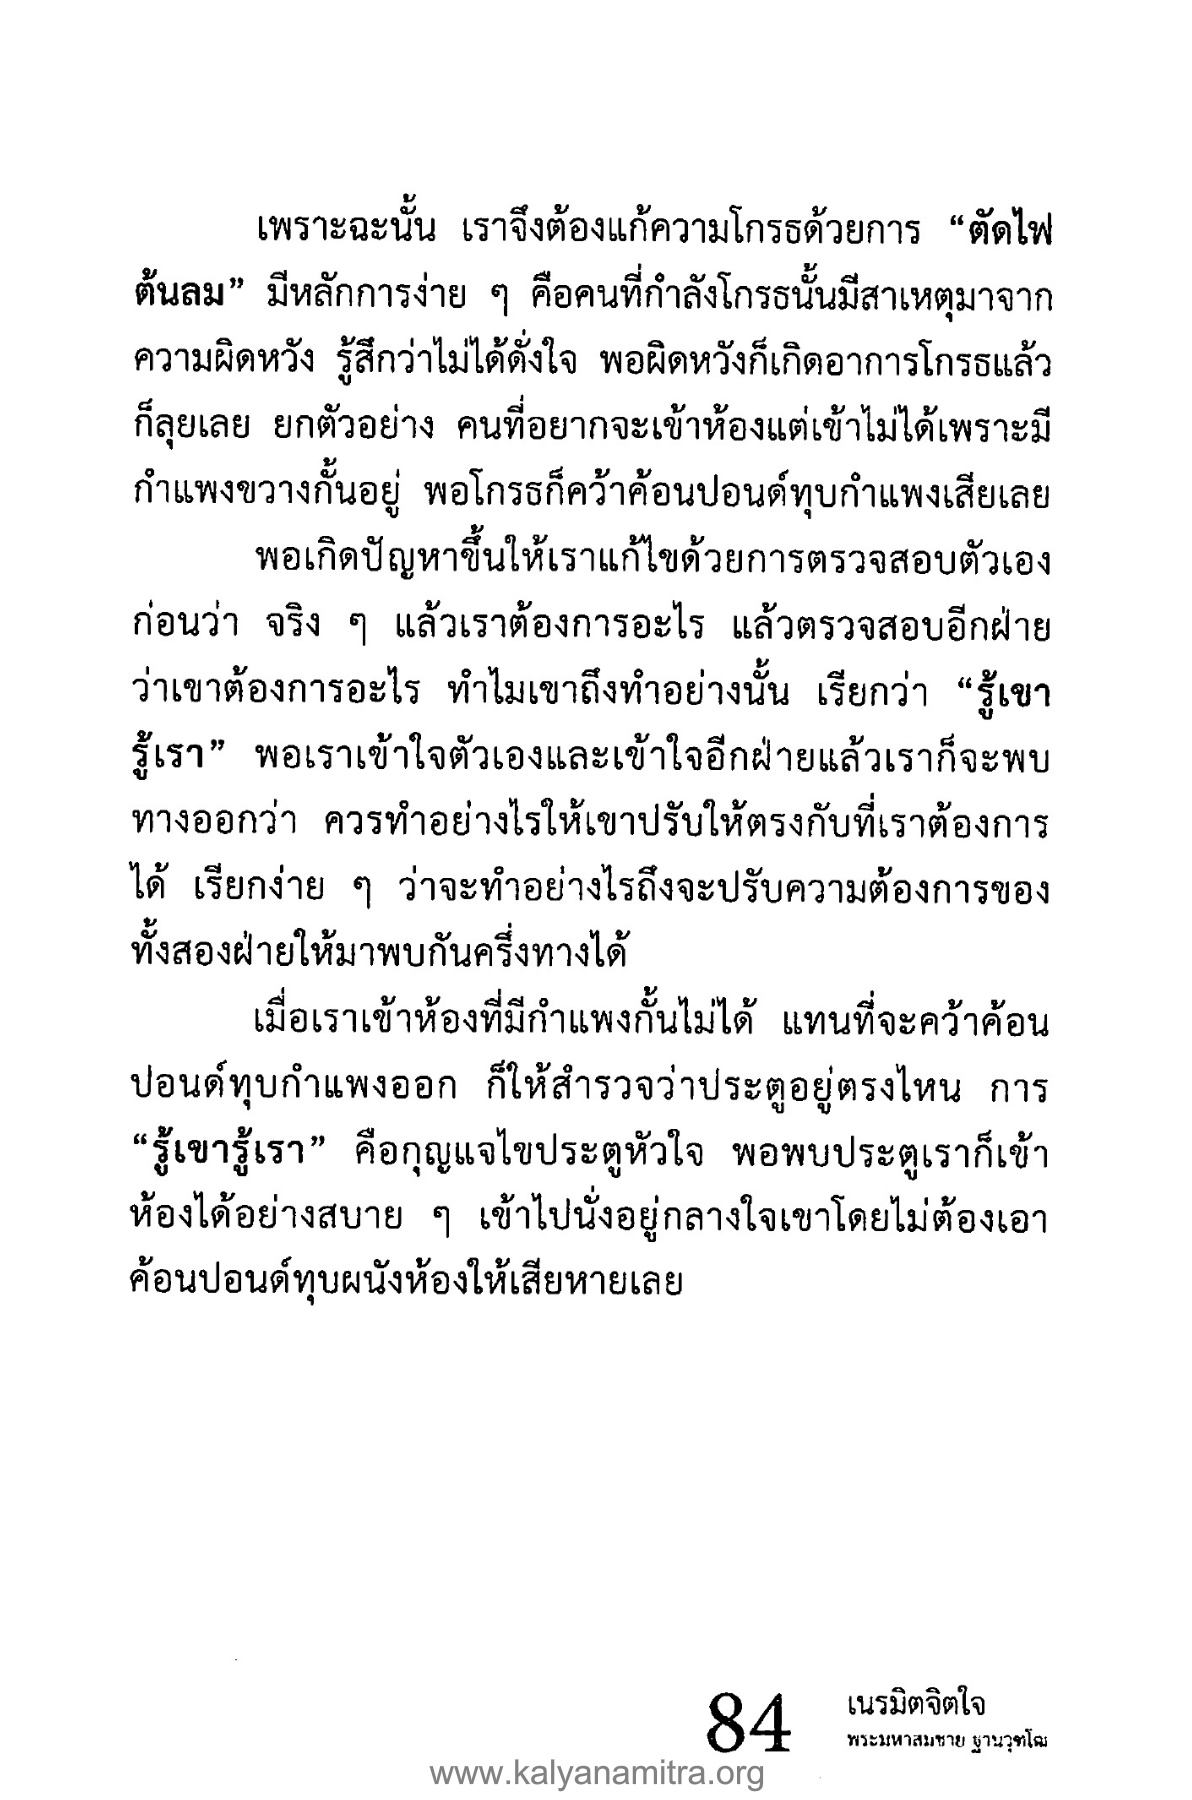 เพราะฉะนั้น เราจึงต้องแก้ความโกรธด้วยการ “ตัดไฟ
ต้นลม” มีหลักการง่าย ๆ คือคนที่กำลังโกรธนั้นมีสาเหตุมาจาก
ความผิดหวัง รู้สึกว่าไม่ได้ดั่งใจ พอผิดหวังก็เกิดอาการโกรธแล้ว
ก็ลุยเลย ยกตัวอย่าง คนที่อยากจะเข้าห้องแต่เข้าไม่ได้เพราะมี
กำแพงขวางกั้นอยู่ พอโกรธก็คว้าค้อนปอนด์ทุบกำแพงเสียเลย
พอเกิดปัญหาขึ้นให้เราแก้ไขด้วยการตรวจสอบตัวเอง
ก่อนว่า จริง ๆ แล้วเราต้องการอะไร แล้วตรวจสอบอีกฝ่าย
ว่าเขาต้องการอะไร ทำไมเขาถึงทำอย่างนั้น เรียกว่า “รู้เขา
รู้เรา” พอเราเข้าใจตัวเองและเข้าใจอีกฝ่ายแล้วเราก็จะพบ
ทางออกว่า ควรทำอย่างไรให้เขาปรับให้ตรงกับที่เราต้องการ
ได้ เรียกง่าย ๆ ว่าจะทำอย่างไรถึงจะปรับความต้องการของ
ทั้งสองฝ่ายให้มาพบกันครึ่งทางได้
เมื่อเราเข้าห้องที่มีกำแพงกั้นไม่ได้ แทนที่จะคว้าค้อน
ปอนด์ทุบกำแพงออก ก็ให้สำรวจว่าประตูอยู่ตรงไหน การ
“รู้เขารู้เรา” คือกุญแจไขประตูหัวใจ พอพบประตูเราก็เข้า
ห้องได้อย่างสบาย ๆ เข้าไปนั่งอยู่กลางใจเขาโดยไม่ต้องเอา
ค้อนปอนด์ทุบผนังห้องให้เสียหายเลย
84 เนรมิตจิตใจ
พระมหาสมชาย ฐานวุฑโฒ
www.kalyanamitra.org